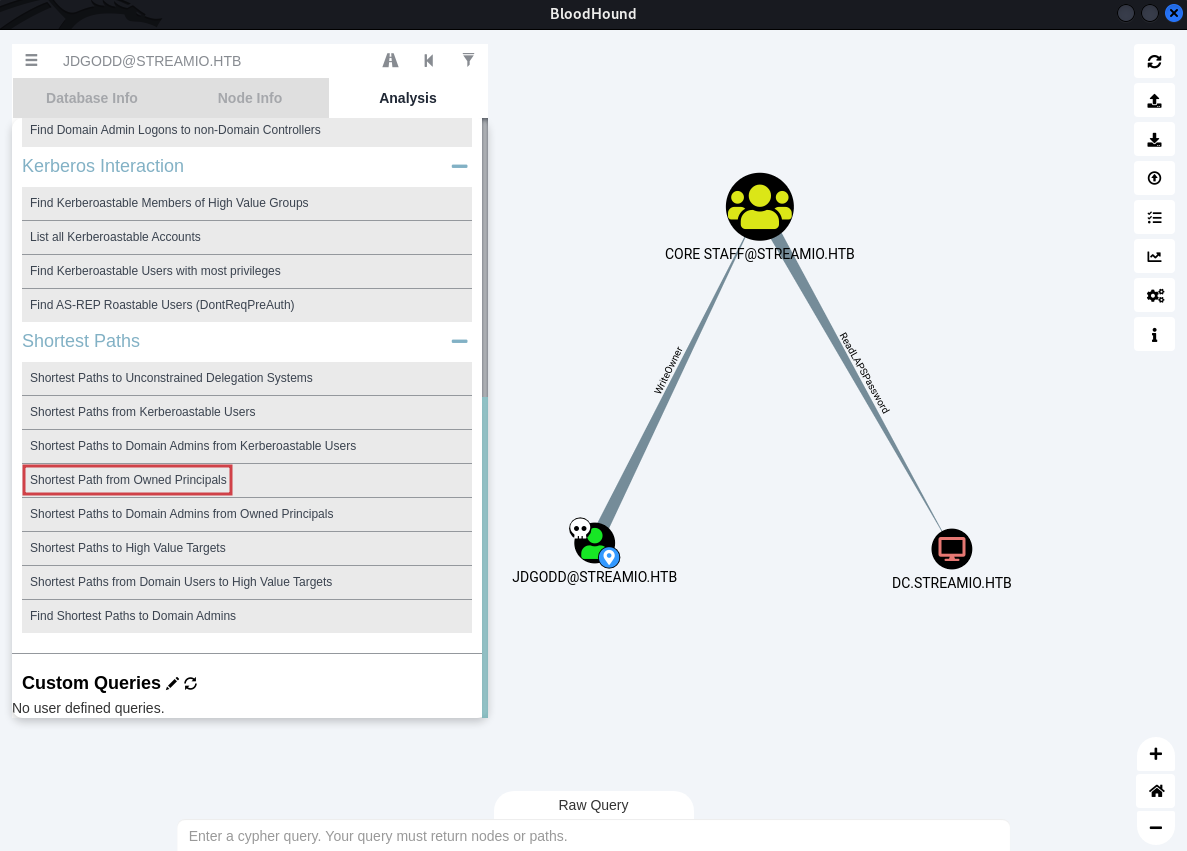 BloodHound
JDGODD@STREAMIO.HTB
Database Info
Node Info
Analysis
Find Domain Admin Logons to non-Domain Controllers
Kerberos Interaction
Find Kerberoastable Members of High Value Groups
List all Kerberoastable Accounts
Find Kerberoastable Users with most privileges
Find AS-REP Roastable Users (DontReqPreAuth)
Shortest Paths
Shortest Paths to Unconstrained Delegation Systems
Shortest Paths from Kerberoastable Users
Shortest Paths to Domain Admins from Kerberoastable Users
Shortest Path from Owned Principals
Shortest Paths to Domain Admins from Owned Principals
Shortest Paths to High Value Targets
Shortest Paths from Domain Users to High Value Targets
Find Shortest Paths to Domain Admins
Custom Queries
No user defined queries.
CORE STAFF@STREAMIO.HTB
WriteOwner
ReadLAPSPassword
JDGODD@STREAMIO.HTB
DC.STREAMIO.HTB
Raw Query
Enter a cypher query. Your query must return nodes or paths.